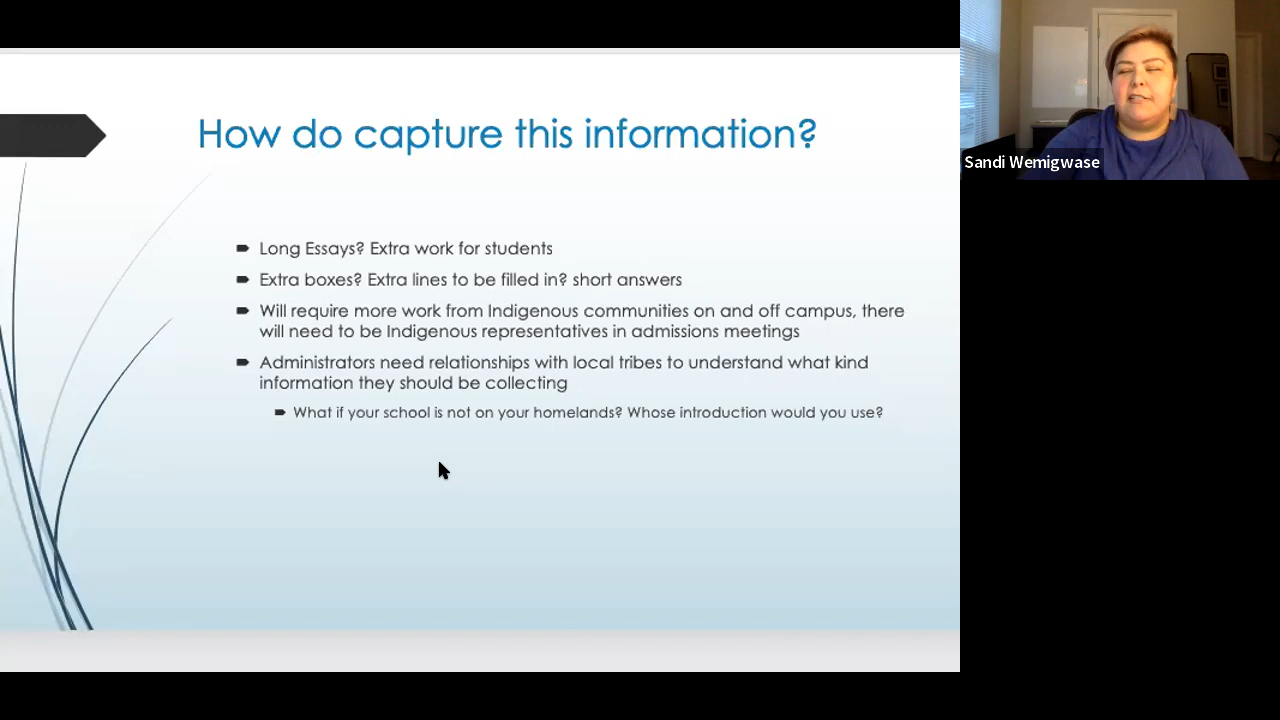 How do capture this information?
Long Essays? Extra work for students
Extra boxes? Extra lines to be filled in? short answers
Will require more work from Indigenous communities on and off campus, there
will need to be Indigenous representatives in admissions meetings
Administrators need relationships with local tribes to understand what kind
information they should be collecting
What if your school is not on your homelands? Whose introduction would you use?
Sandi Wemigwase